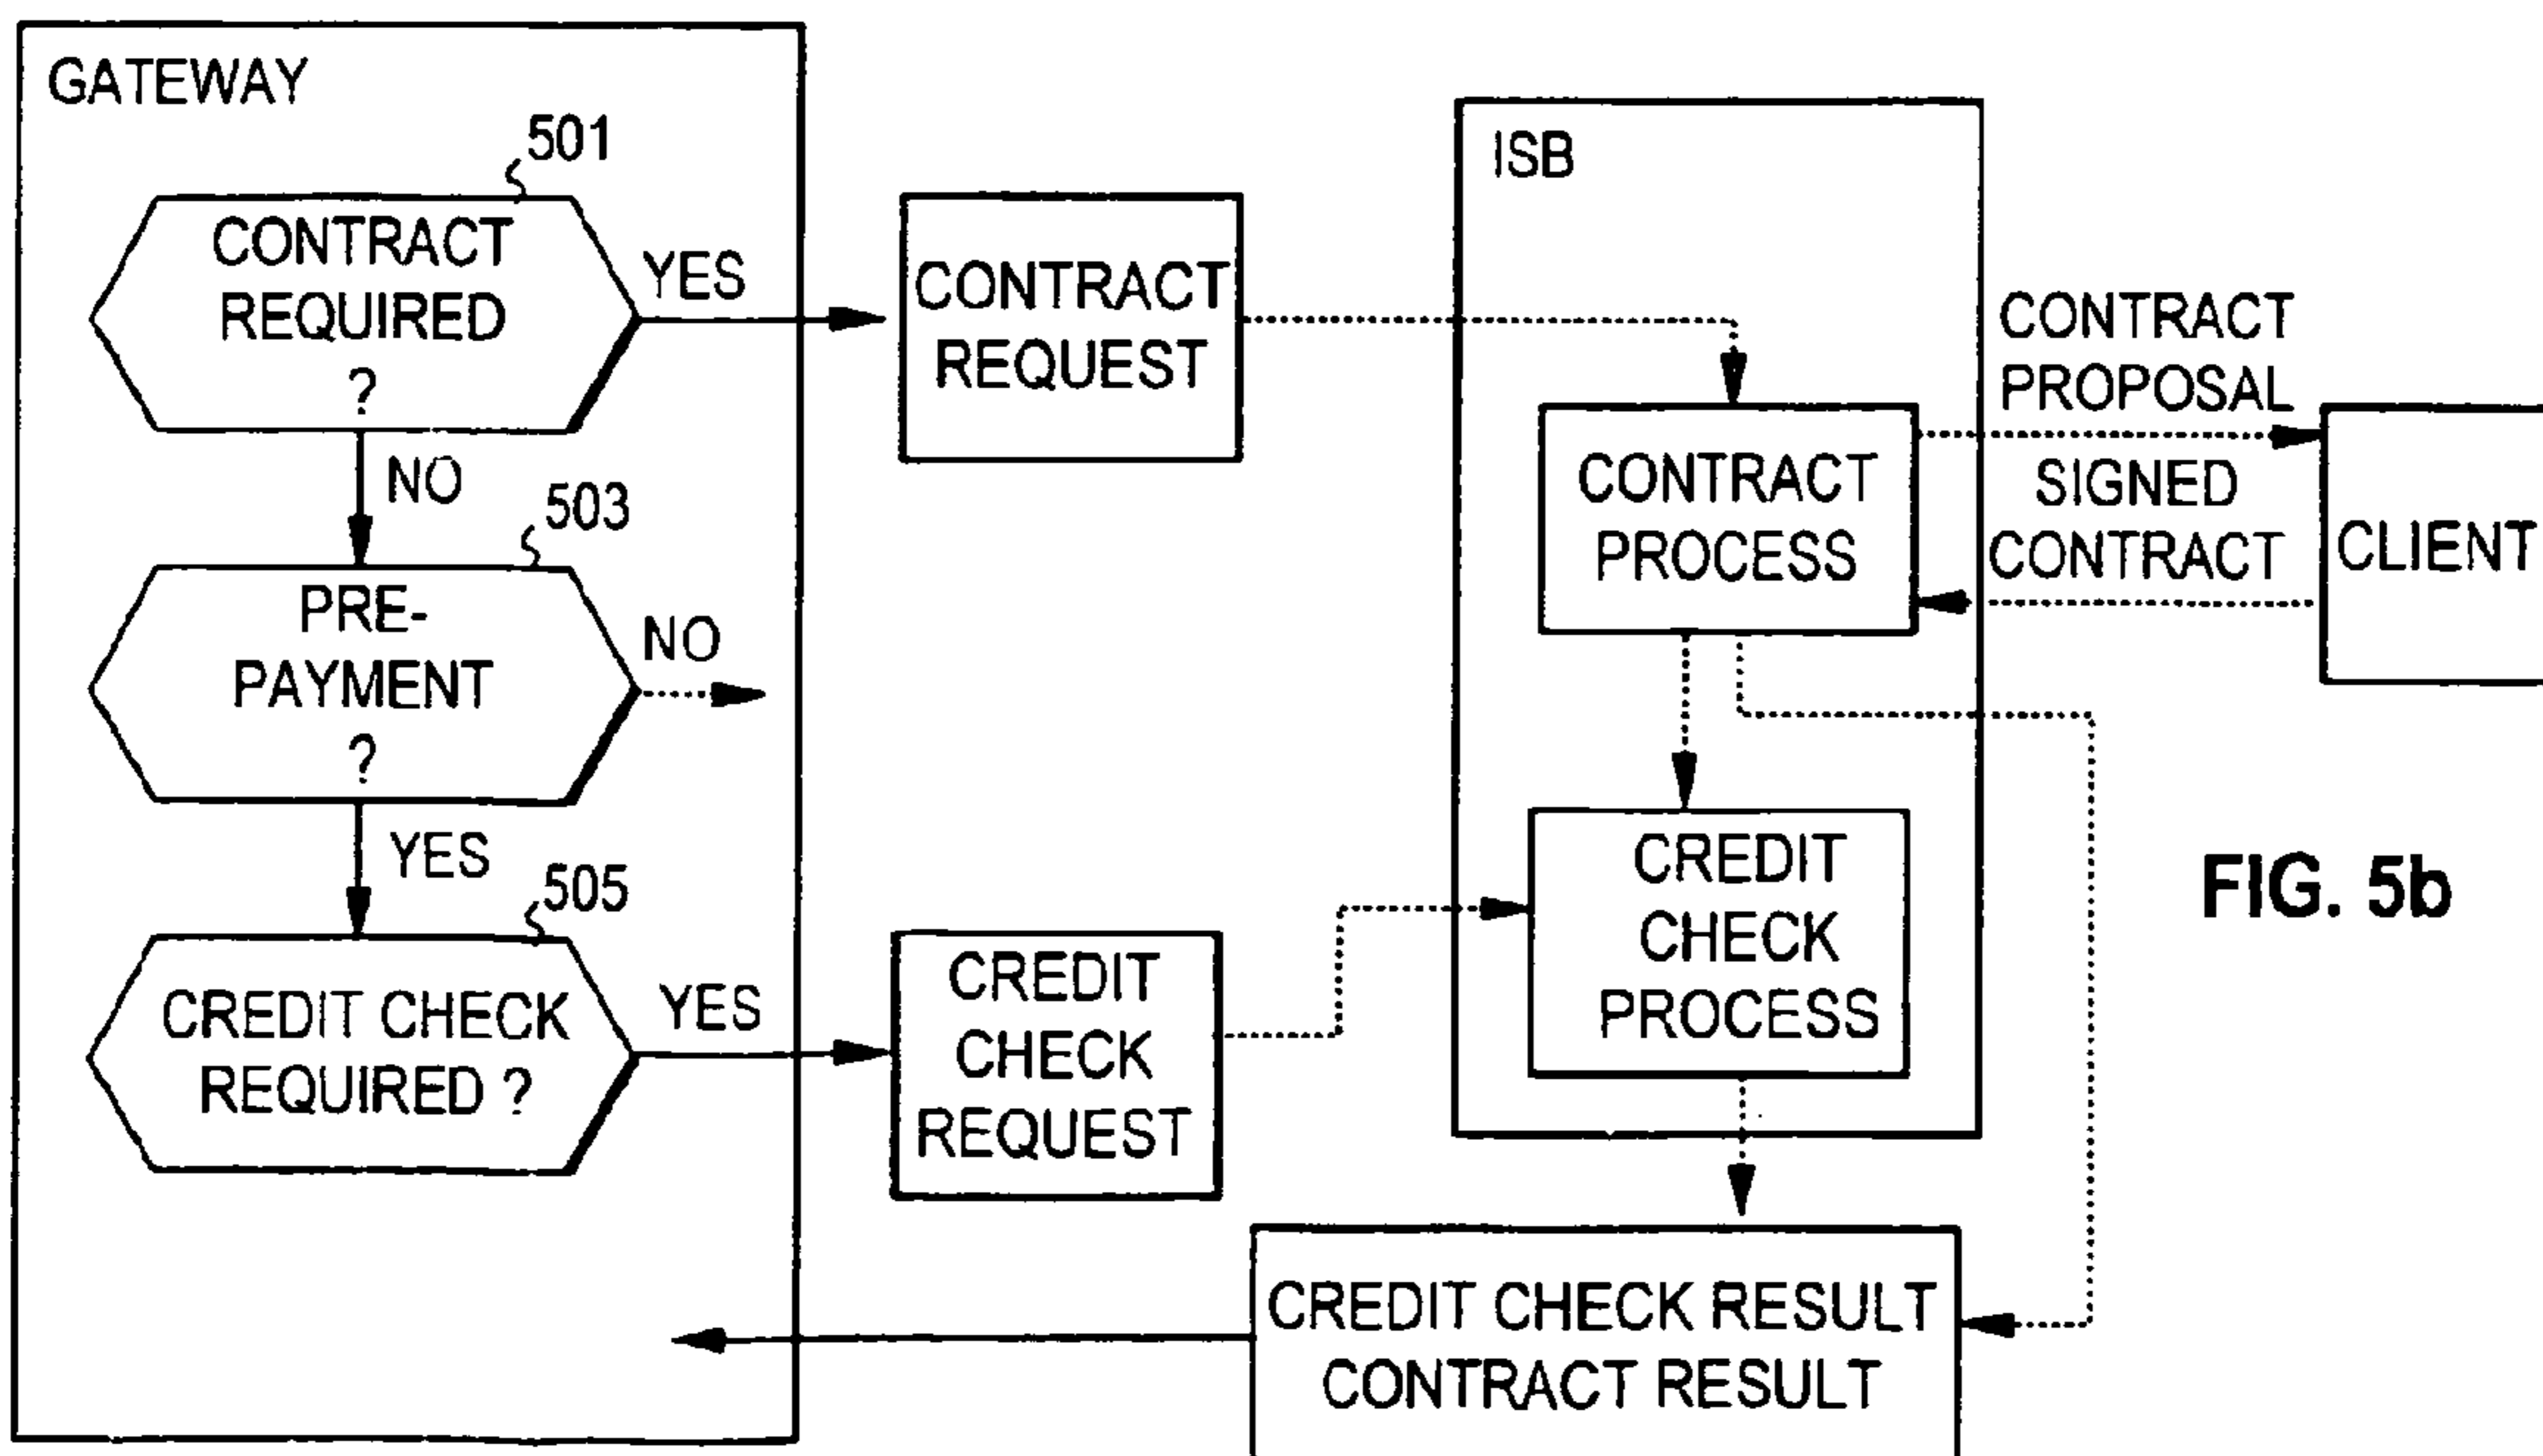 GATEWAY
501
CONTRACT
REQUIRED
?
YES
NO
503
PRE-
PAYMENT
?
NO
YES
505
CREDIT CHECK
REQUIRED ?
YES
CONTRACT
REQUEST
CREDIT
CHECK
REQUEST
ISB
CONTRACT
PROCESS
CREDIT
CHECK
PROCESS
CONTRACT
PROPOSAL
SIGNED
CONTRACT
CLIENT
CREDIT CHECK RESULT
CONTRACT RESULT
FIG. 5b